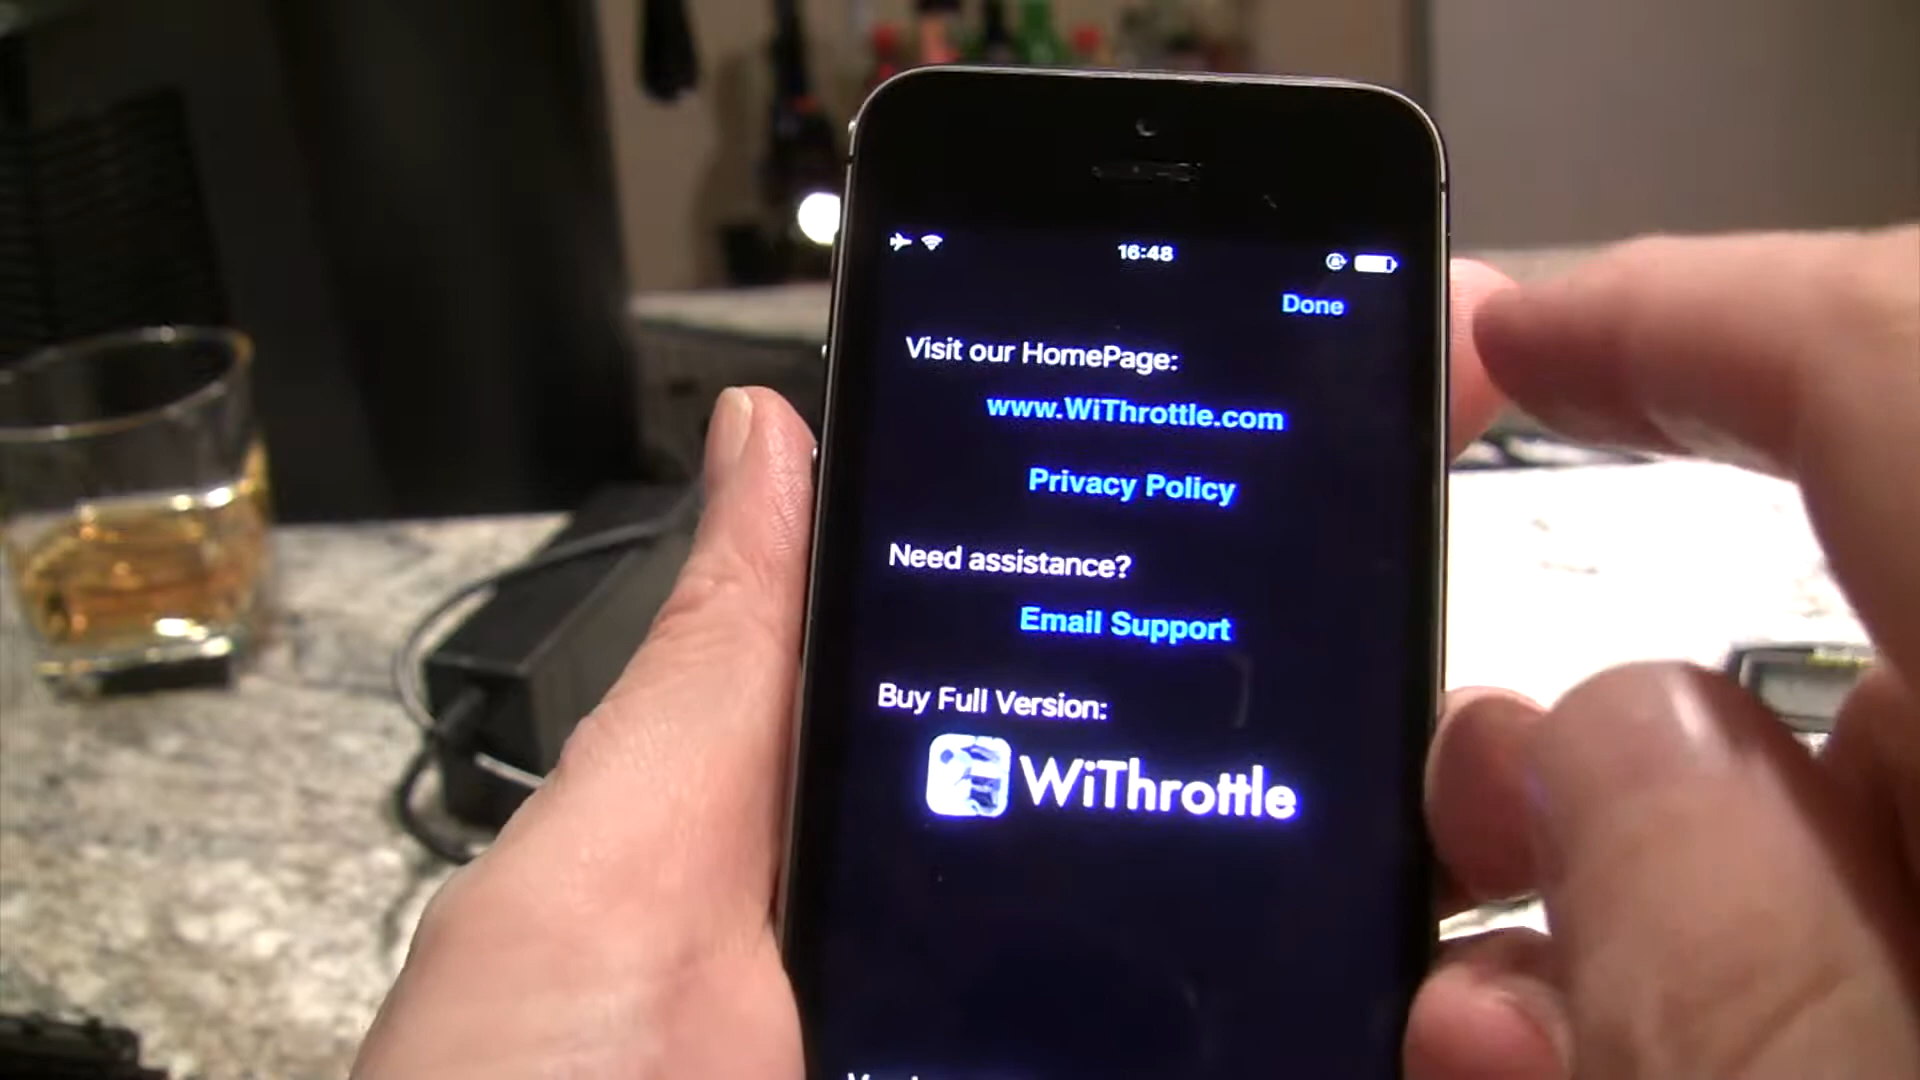 16:48
Done
Visit our HomePage:
www.WiThrottle.com
Privacy Policy
Need assistance?
Email Support
Buy Full Version:
WiThrottle